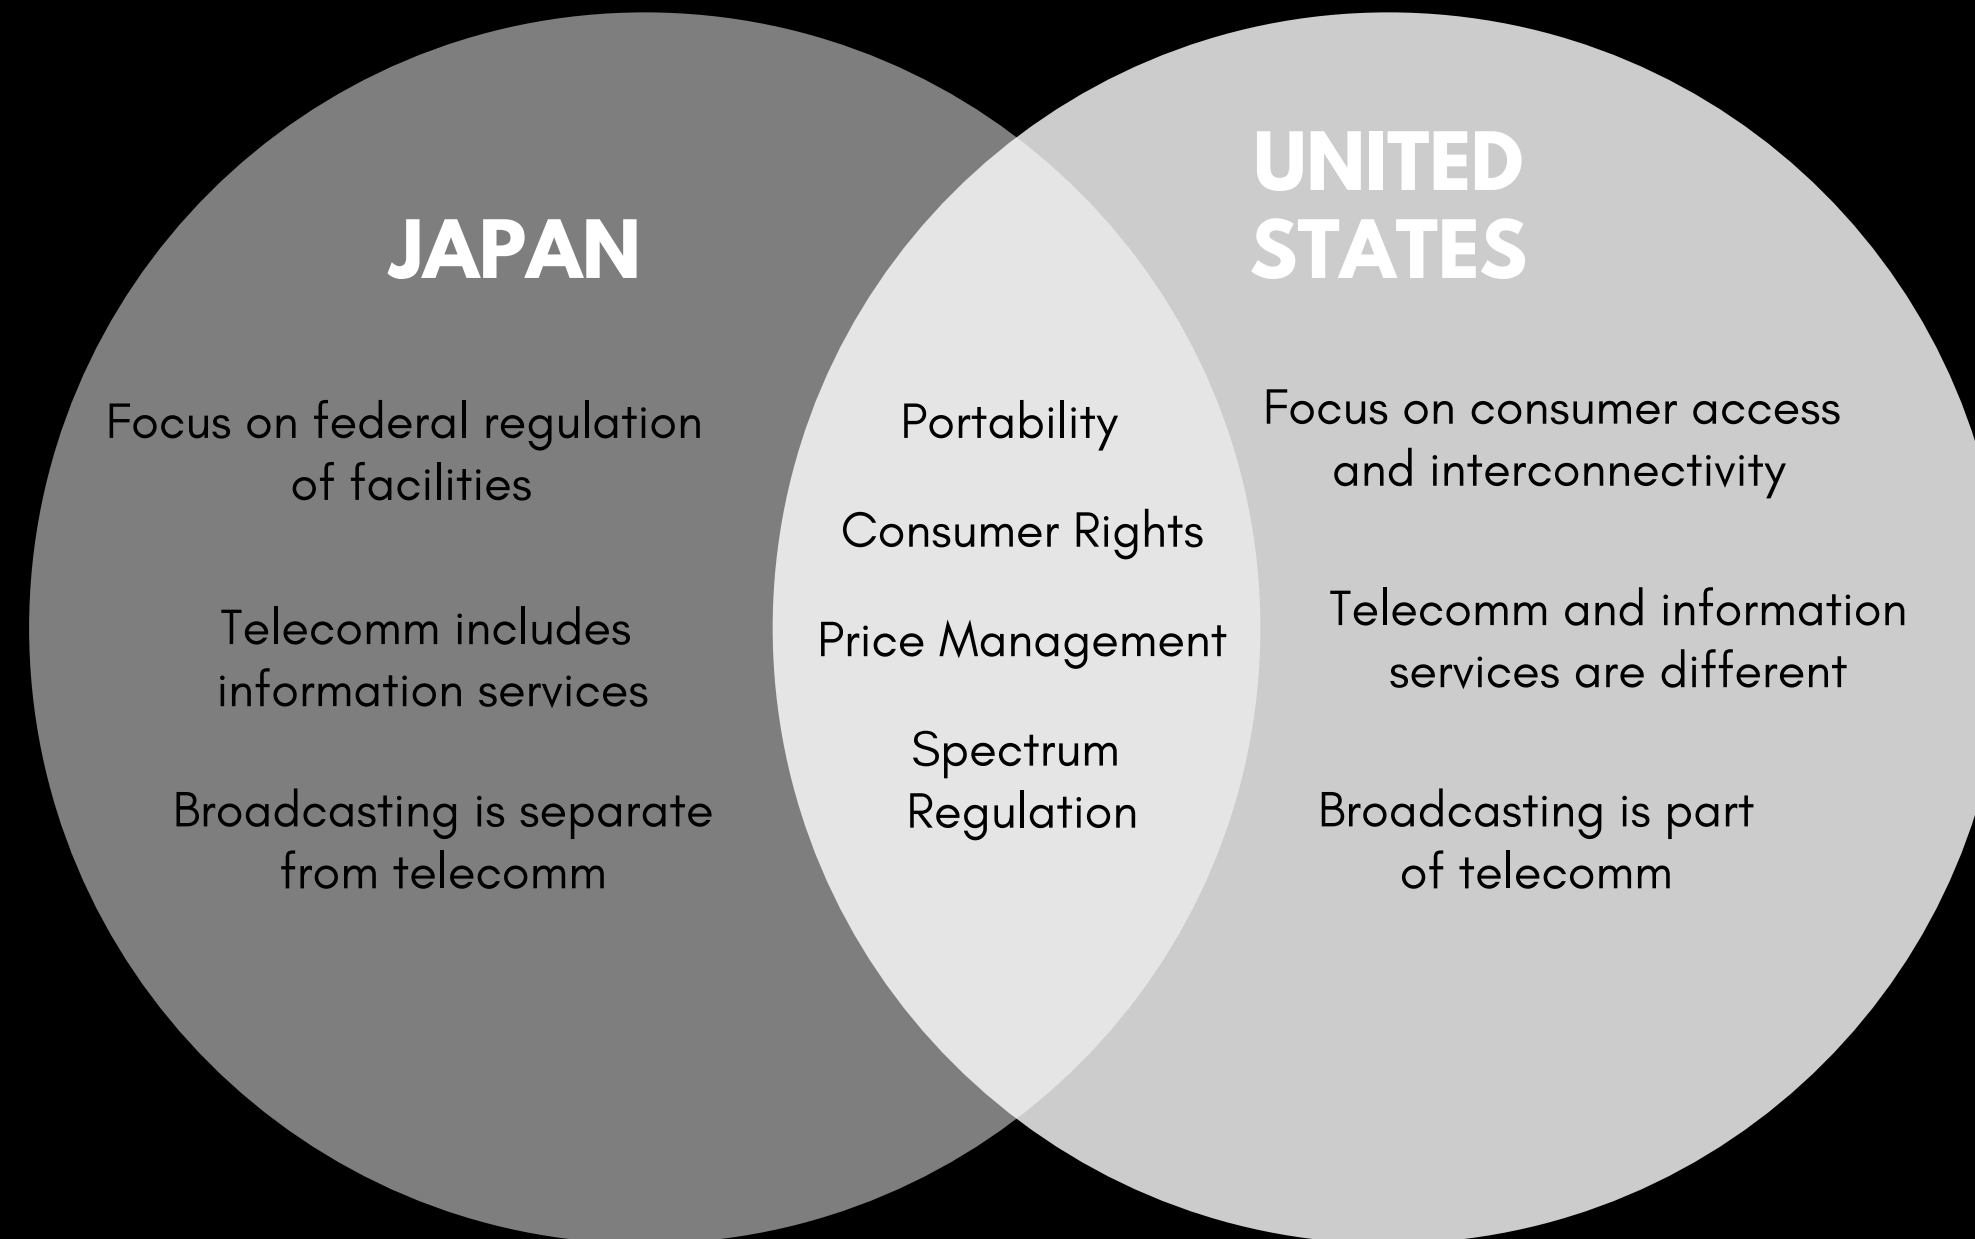 JAPAN
Focus on federal regulation
of facilities
Telecomm includes
information services
Broadcasting is separate
from telecomm
Portability
Consumer Rights
Price Management
Spectrum
Regulation
UNITED
STATES
Focus on consumer access
and interconnectivity
Telecomm and information
services are different
Broadcasting is part
of telecomm